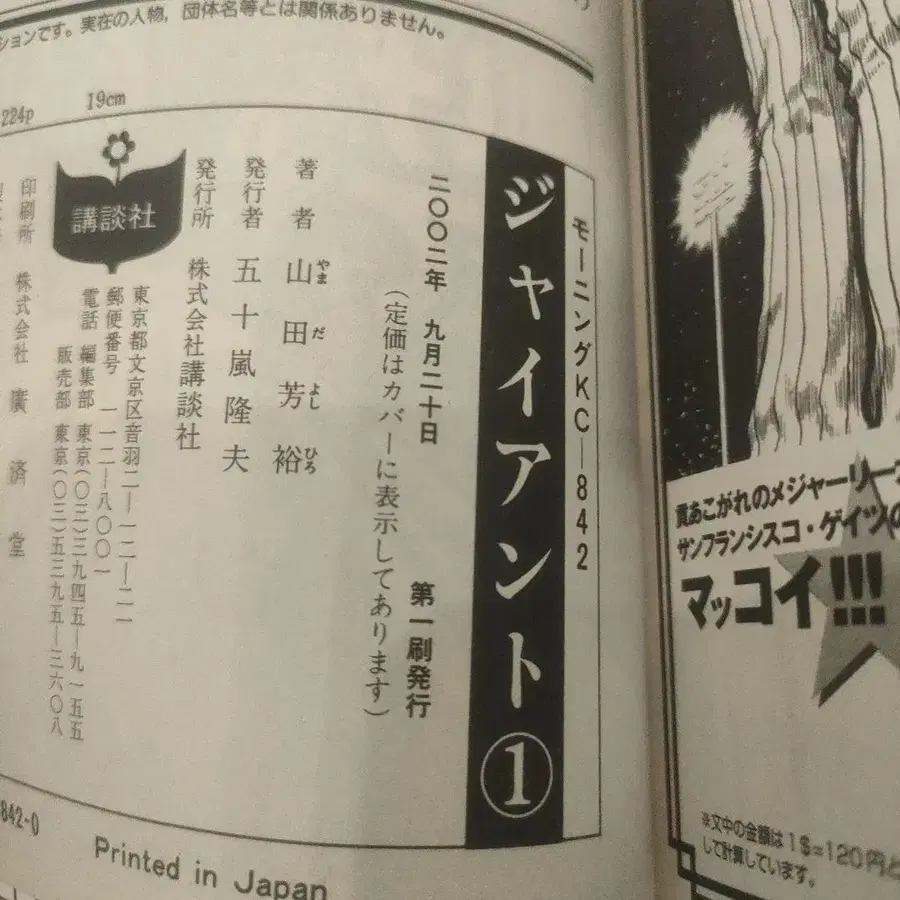 ションです。実在の人物,団体名等とは関係ありません。
224p 19cm
モーニングKC—842
ジャイアント①
二〇〇二年 九月二十日 第一刷発行
(定価はカバーに表示してあります)
著者 山田芳裕
やまだよしひろ
発行者 五十嵐隆夫
発行所 株式会社講談社
東京都文京区音羽二—一二—二一
郵便番号 一一二—八〇〇一
電話 編集部 東京(〇三)三九四五—九一五五
販売部 東京(〇三)五三九五—三六〇八
講談社
印刷所 株式会社廣済堂
842-0
Printed in Japan
貢あこがれのメジャーリーズ
サンフランシスコ・ゲイツの
マッコイ!!!
※文中の金額は1$=120円と
して計算しています。